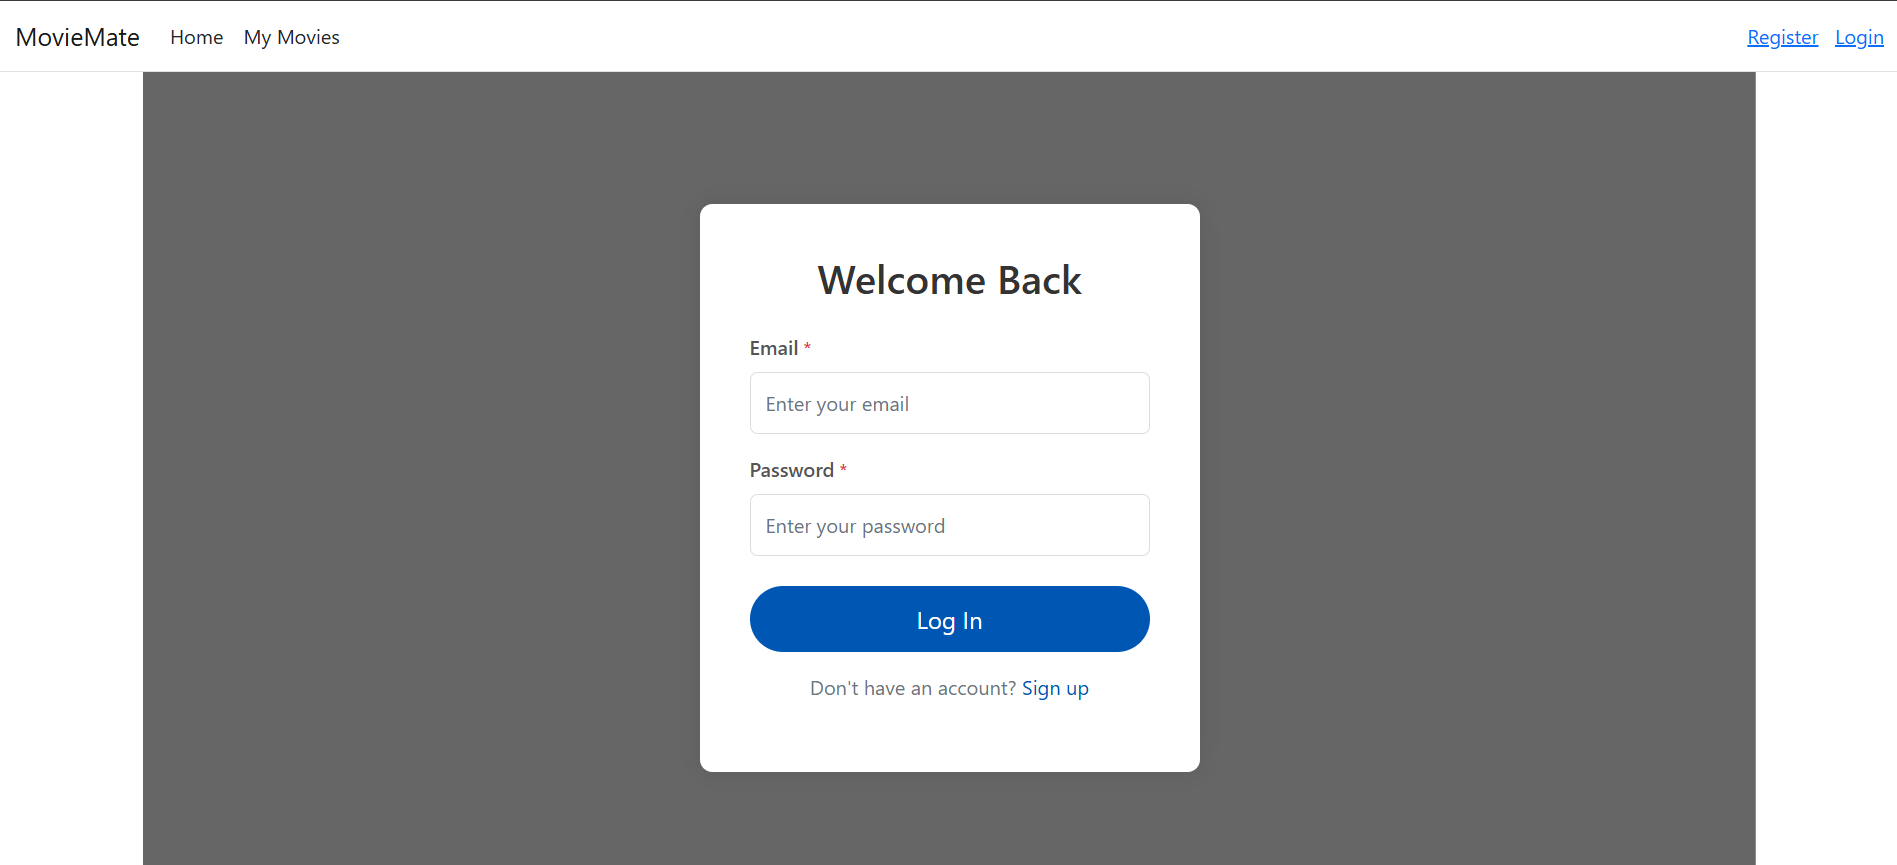 MovieMate Home My Movies Register Login
Welcome Back
Email *
Enter your email
Password *
Enter your password
Log In
Don't have an account? Sign up